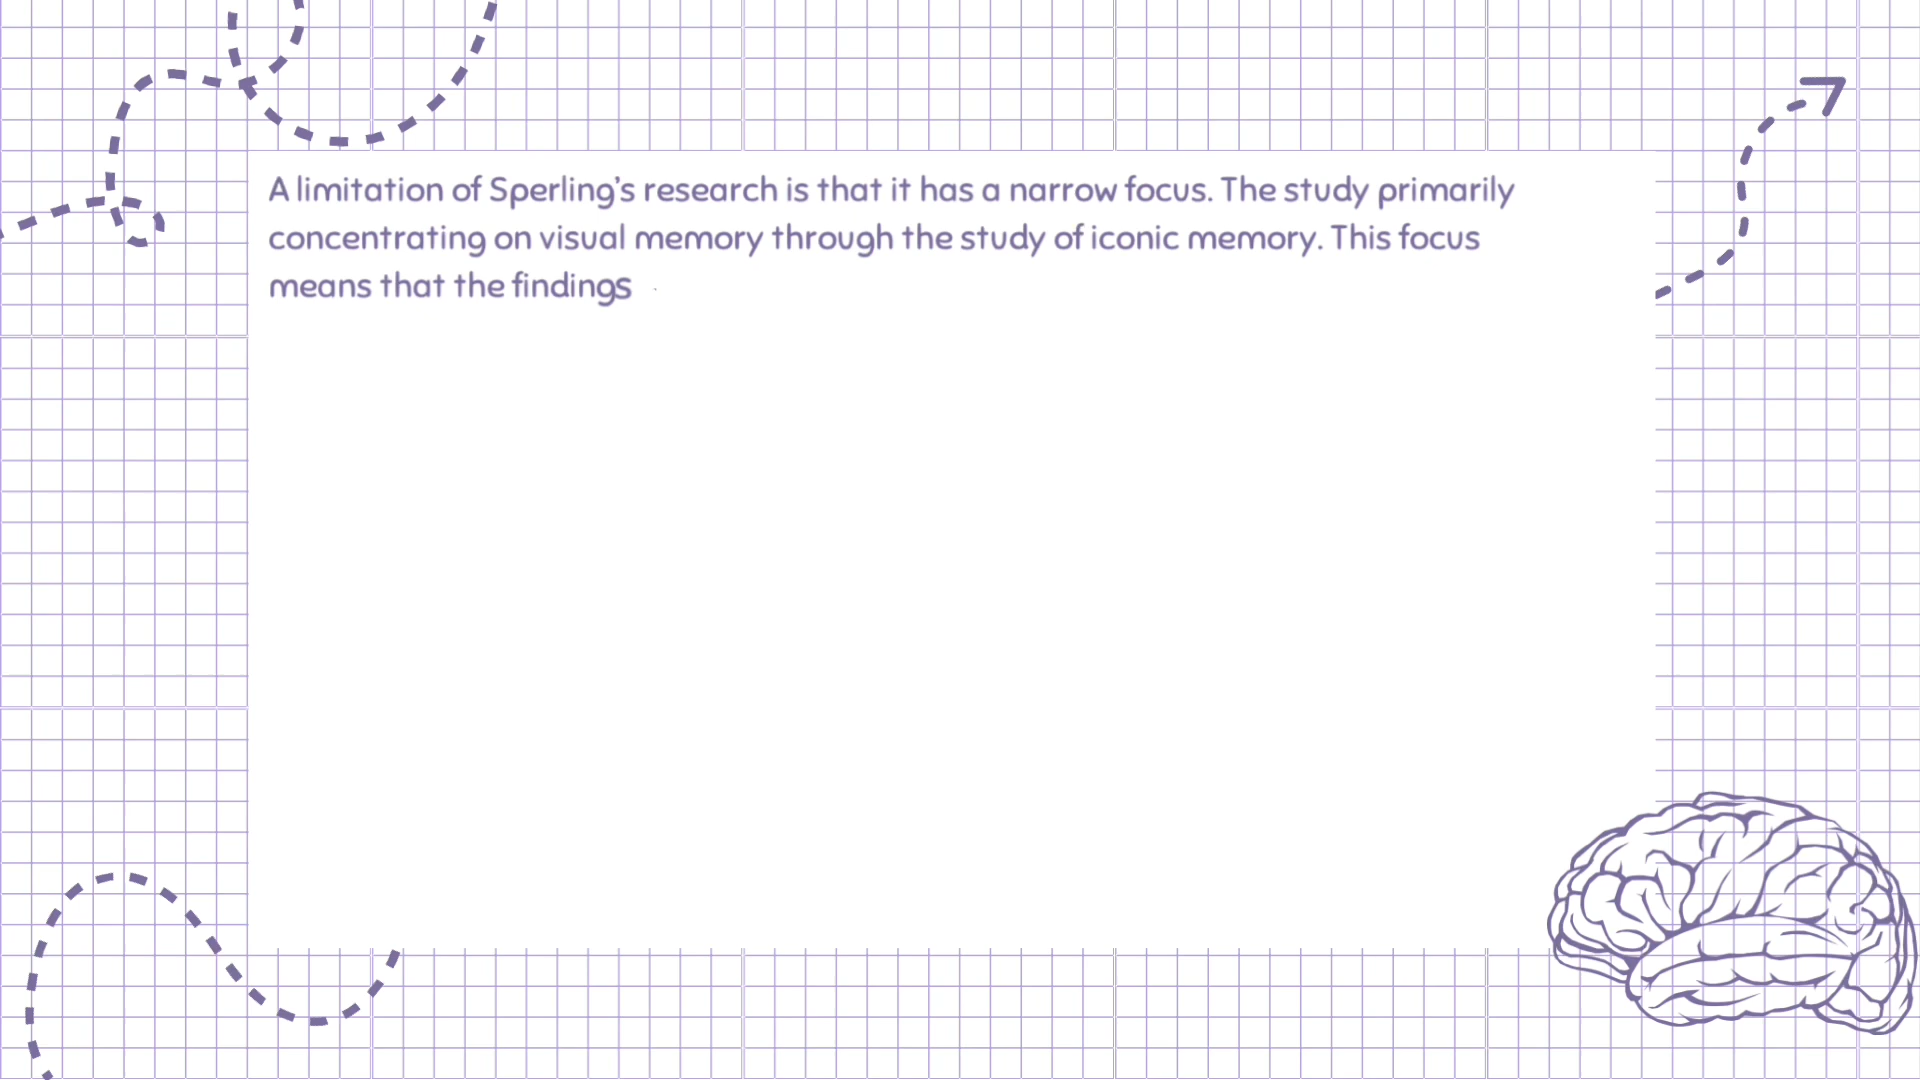 A limitation of Sperling's research is that it has a narrow focus. The study primarily
concentrating on visual memory through the study of iconic memory. This focus
means that the findings